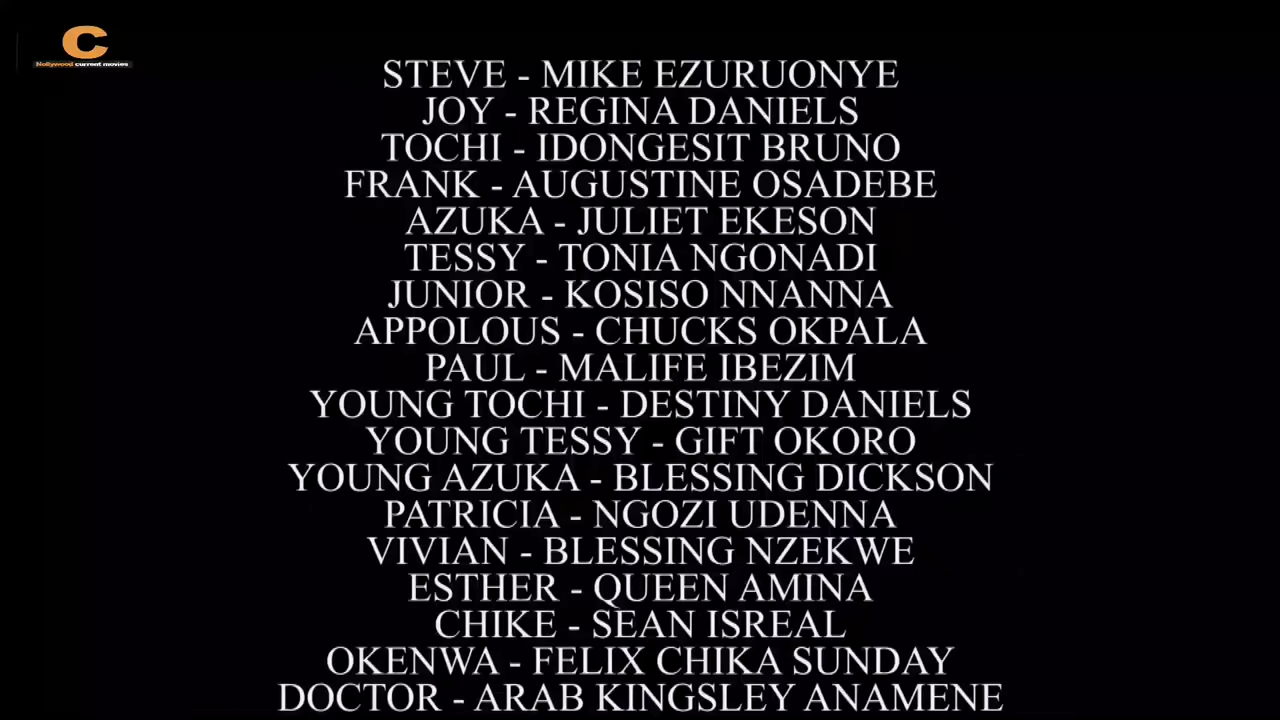 C
Nollywood current movies
STEVE - MIKE EZURUONYE
JOY - REGINA DANIELS
TOCHI - IDONGESIT BRUNO
FRANK - AUGUSTINE OSADEBE
AZUKA - JULIET EKESON
TESSY - TONIA NGONADI
JUNIOR - KOSISO NNANNA
APPOLOUS - CHUCKS OKPALA
PAUL - MALIFE IBEZIM
YOUNG TOCHI - DESTINY DANIELS
YOUNG TESSY - GIFT OKORO
YOUNG AZUKA - BLESSING DICKSON
PATRICIA - NGOZI UDENNA
VIVIAN - BLESSING NZEKWE
ESTHER - QUEEN AMINA
CHIKE - SEAN ISREAL
OKENWA - FELIX CHIKA SUNDAY
DOCTOR - ARAB KINGSLEY ANAMENE